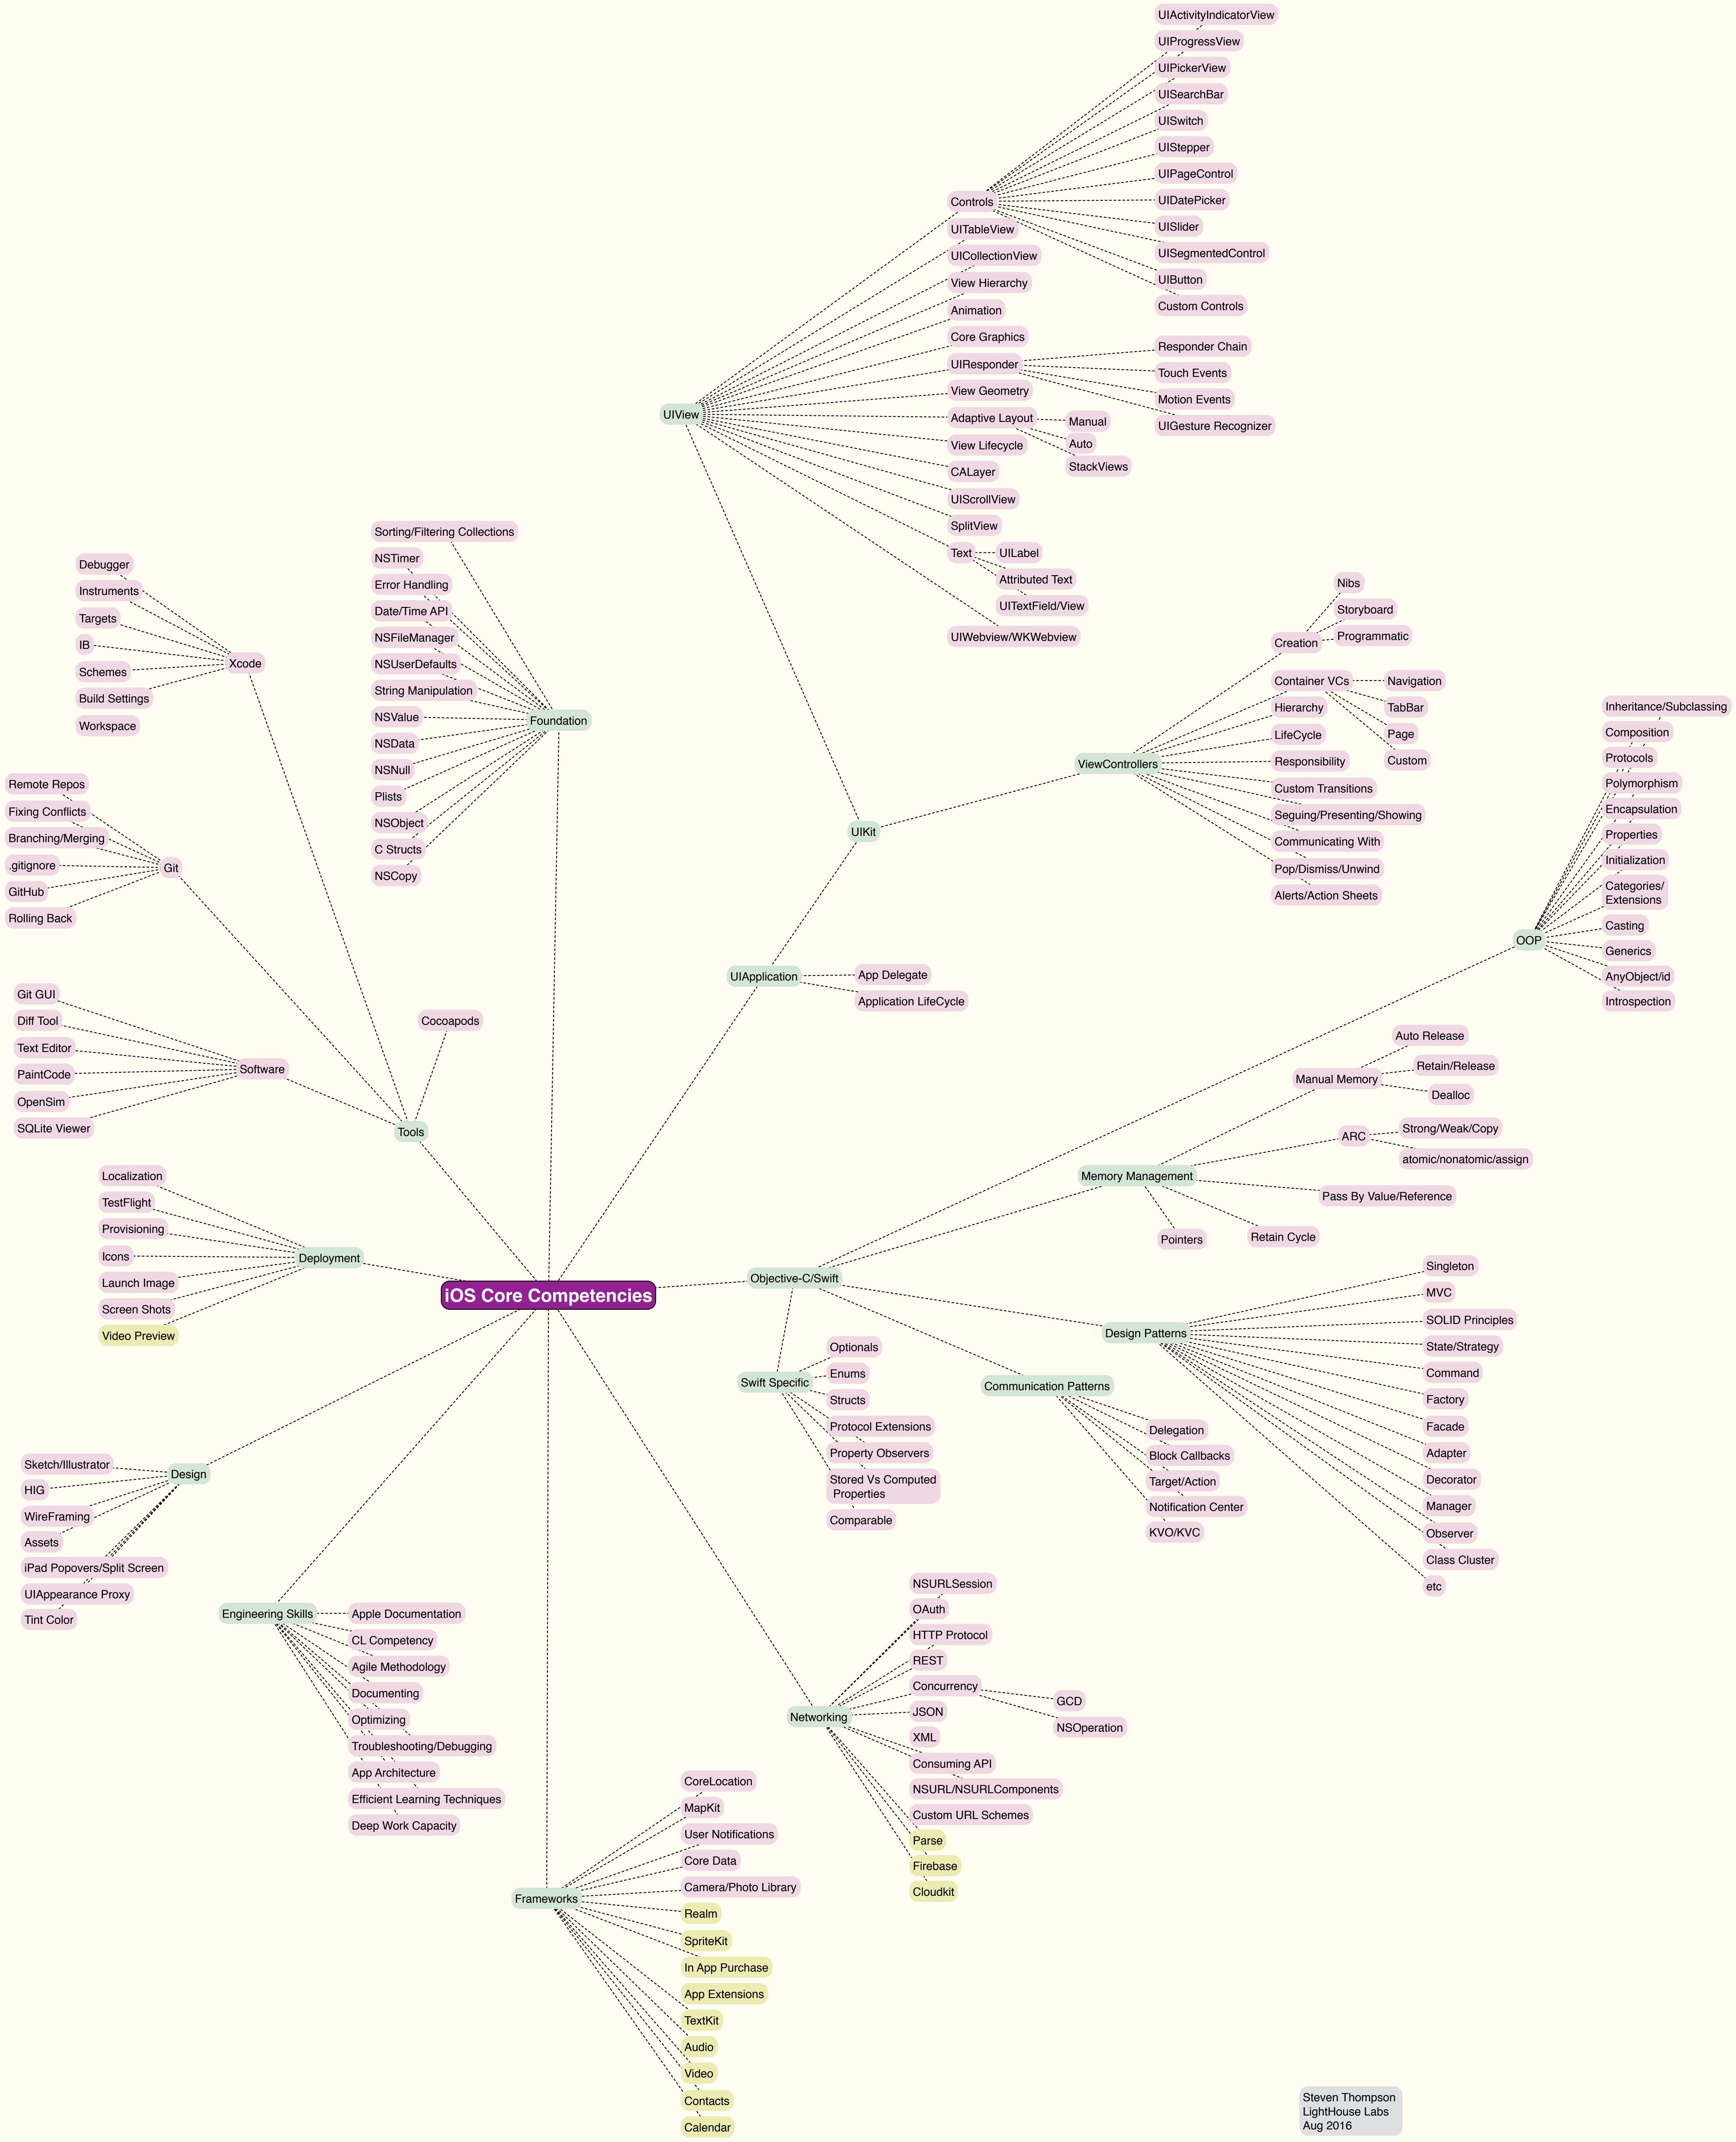 UIActivityIndicatorView
UIProgressView
UIPickerView
UISearchBar
UISwitch
UIStepper
UIPageControl
UIDatePicker
UISlider
UISegmentedControl
UIButton
Custom Controls
Controls
UITableView
UICollectionView
View Hierarchy
Animation
Core Graphics
UIResponder
View Geometry
Adaptive Layout
View Lifecycle
CALayer
UIScrollView
SplitView
Text
UIWebview/WKWebview
Responder Chain
Touch Events
Motion Events
UIGesture Recognizer
Manual
Auto
StackViews
UILabel
Attributed Text
UITextField/View
UIView
Sorting/Filtering Collections
NSTimer
Error Handling
Date/Time API
NSFileManager
NSUserDefaults
String Manipulation
NSValue
NSData
NSNull
Plists
NSObject
C Structs
NSCopy
Foundation
Debugger
Instruments
Targets
IB
Schemes
Build Settings
Workspace
Xcode
Remote Repos
Fixing Conflicts
Branching/Merging
.gitignore
GitHub
Rolling Back
Git
Git GUI
Diff Tool
Text Editor
PaintCode
OpenSim
SQLite Viewer
Software
Cocoapods
Tools
Nibs
Storyboard
Programmatic
Creation
Container VCs
Hierarchy
LifeCycle
Responsibility
Custom Transitions
Seguing/Presenting/Showing
Communicating With
Pop/Dismiss/Unwind
Alerts/Action Sheets
Navigation
TabBar
Page
Custom
ViewControllers
UIKit
UIApplication
App Delegate
Application LifeCycle
Inheritance/Subclassing
Composition
Protocols
Polymorphism
Encapsulation
Properties
Initialization
Categories/
Extensions
Casting
Generics
AnyObject/id
Introspection
OOP
Auto Release
Retain/Release
Dealloc
Manual Memory
ARC
Strong/Weak/Copy
atomic/nonatomic/assign
Memory Management
Pass By Value/Reference
Retain Cycle
Pointers
Localization
TestFlight
Provisioning
Icons
Launch Image
Screen Shots
Video Preview
Deployment
iOS Core Competencies
Objective-C/Swift
Singleton
MVC
SOLID Principles
State/Strategy
Command
Factory
Facade
Adapter
Decorator
Manager
Observer
Class Cluster
etc
Design Patterns
Swift Specific
Optionals
Enums
Structs
Protocol Extensions
Property Observers
Stored Vs Computed
Properties
Comparable
Communication Patterns
Delegation
Block Callbacks
Target/Action
Notification Center
KVO/KVC
Sketch/Illustrator
HIG
WireFraming
Assets
iPad Popovers/Split Screen
UIAppearance Proxy
Tint Color
Design
Engineering Skills
Apple Documentation
CL Competency
Agile Methodology
Documenting
Optimizing
Troubleshooting/Debugging
App Architecture
Efficient Learning Techniques
Deep Work Capacity
NSURLSession
OAuth
HTTP Protocol
REST
Concurrency
JSON
XML
Consuming API
NSURL/NSURLComponents
Custom URL Schemes
Parse
Firebase
Cloudkit
GCD
NSOperation
Networking
CoreLocation
MapKit
User Notifications
Core Data
Camera/Photo Library
Realm
SpriteKit
In App Purchase
App Extensions
TextKit
Audio
Video
Contacts
Calendar
Frameworks
Steven Thompson
LightHouse Labs
Aug 2016